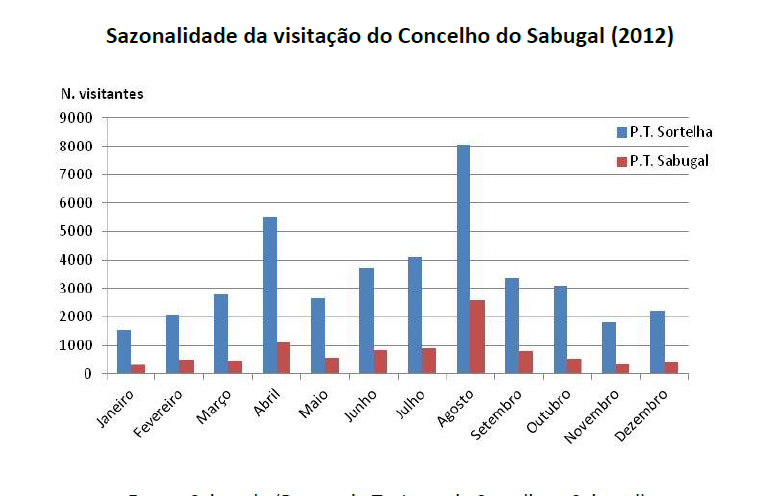 Sazonalidade da visitação do Concelho do Sabugal (2012)
N. visitantes
9000
8000
7000
6000
5000
4000
3000
2000
1000
0
P.T. Sortelha
P.T. Sabugal
Janeiro
Fevereiro
Março
Abril
Maio
Junho
Julho
Agosto
Setembro
Outubro
Novembro
Dezembro